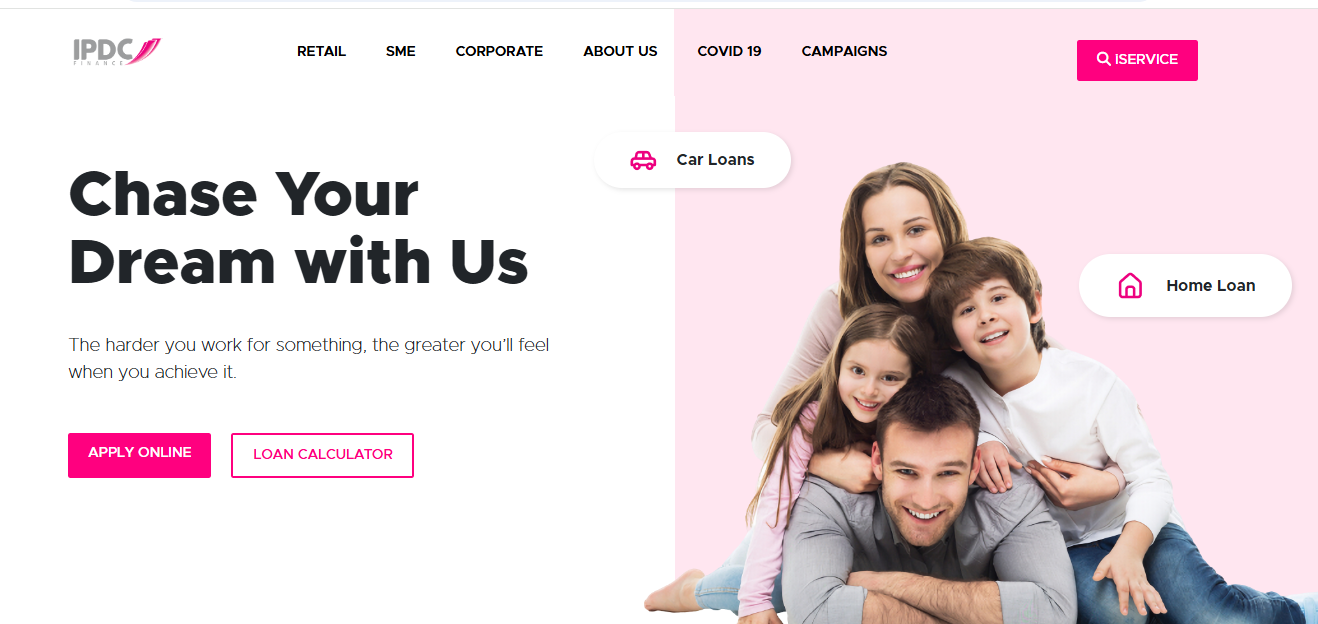 IPDC
FINANCE
RETAIL SME CORPORATE ABOUT US COVID 19 CAMPAIGNS
ISERVICE
Car Loans
Chase Your
Dream with Us
Home Loan
The harder you work for something, the greater you’ll feel
when you achieve it.
APPLY ONLINE LOAN CALCULATOR